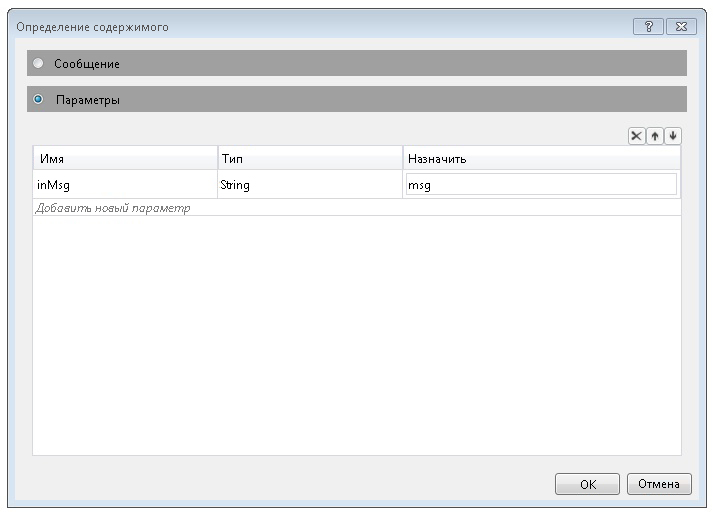 Определение содержимого
?
Сообщение
Параметры
Имя Тип Назначить
inMsg String msg
Добавить новый параметр
OK Отмена